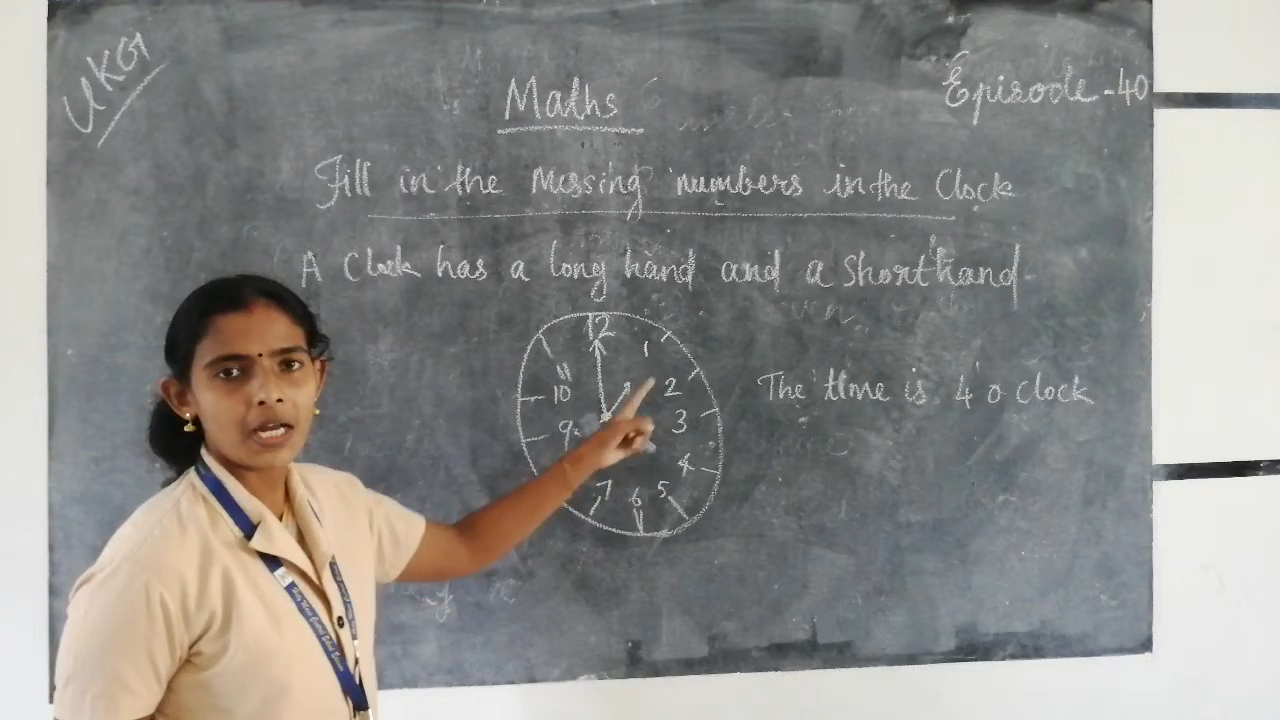 UKG
Maths
Episode-40
Fill in the Missing numbers in the Clock
A Clock has a long hand and a Short hand
12
1
11
2
10
The time is 4 o Clock
3
9
4
5
7
6